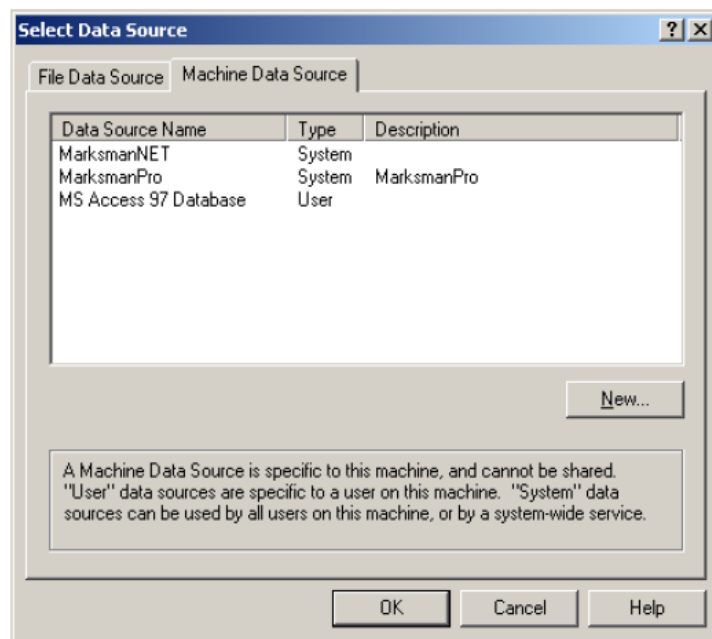 Select Data Source
File Data Source Machine Data Source
Data Source Name Type Description
MarksmanNET System
MarksmanPro System MarksmanPro
MS Access 97 Database User
New...
A Machine Data Source is specific to this machine, and cannot be shared.
"User" data sources are specific to a user on this machine. "System" data
sources can be used by all users on this machine, or by a system-wide service.
OK Cancel Help